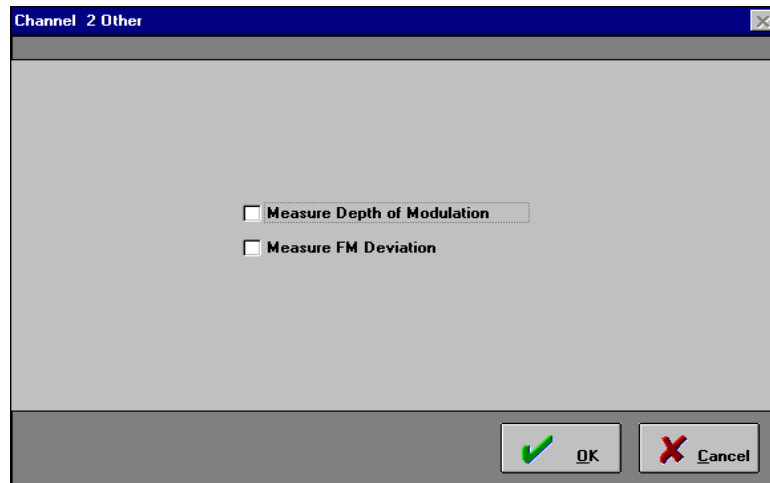 Channel  2 Other
Measure Depth of Modulation
Measure FM Deviation
OK
Cancel